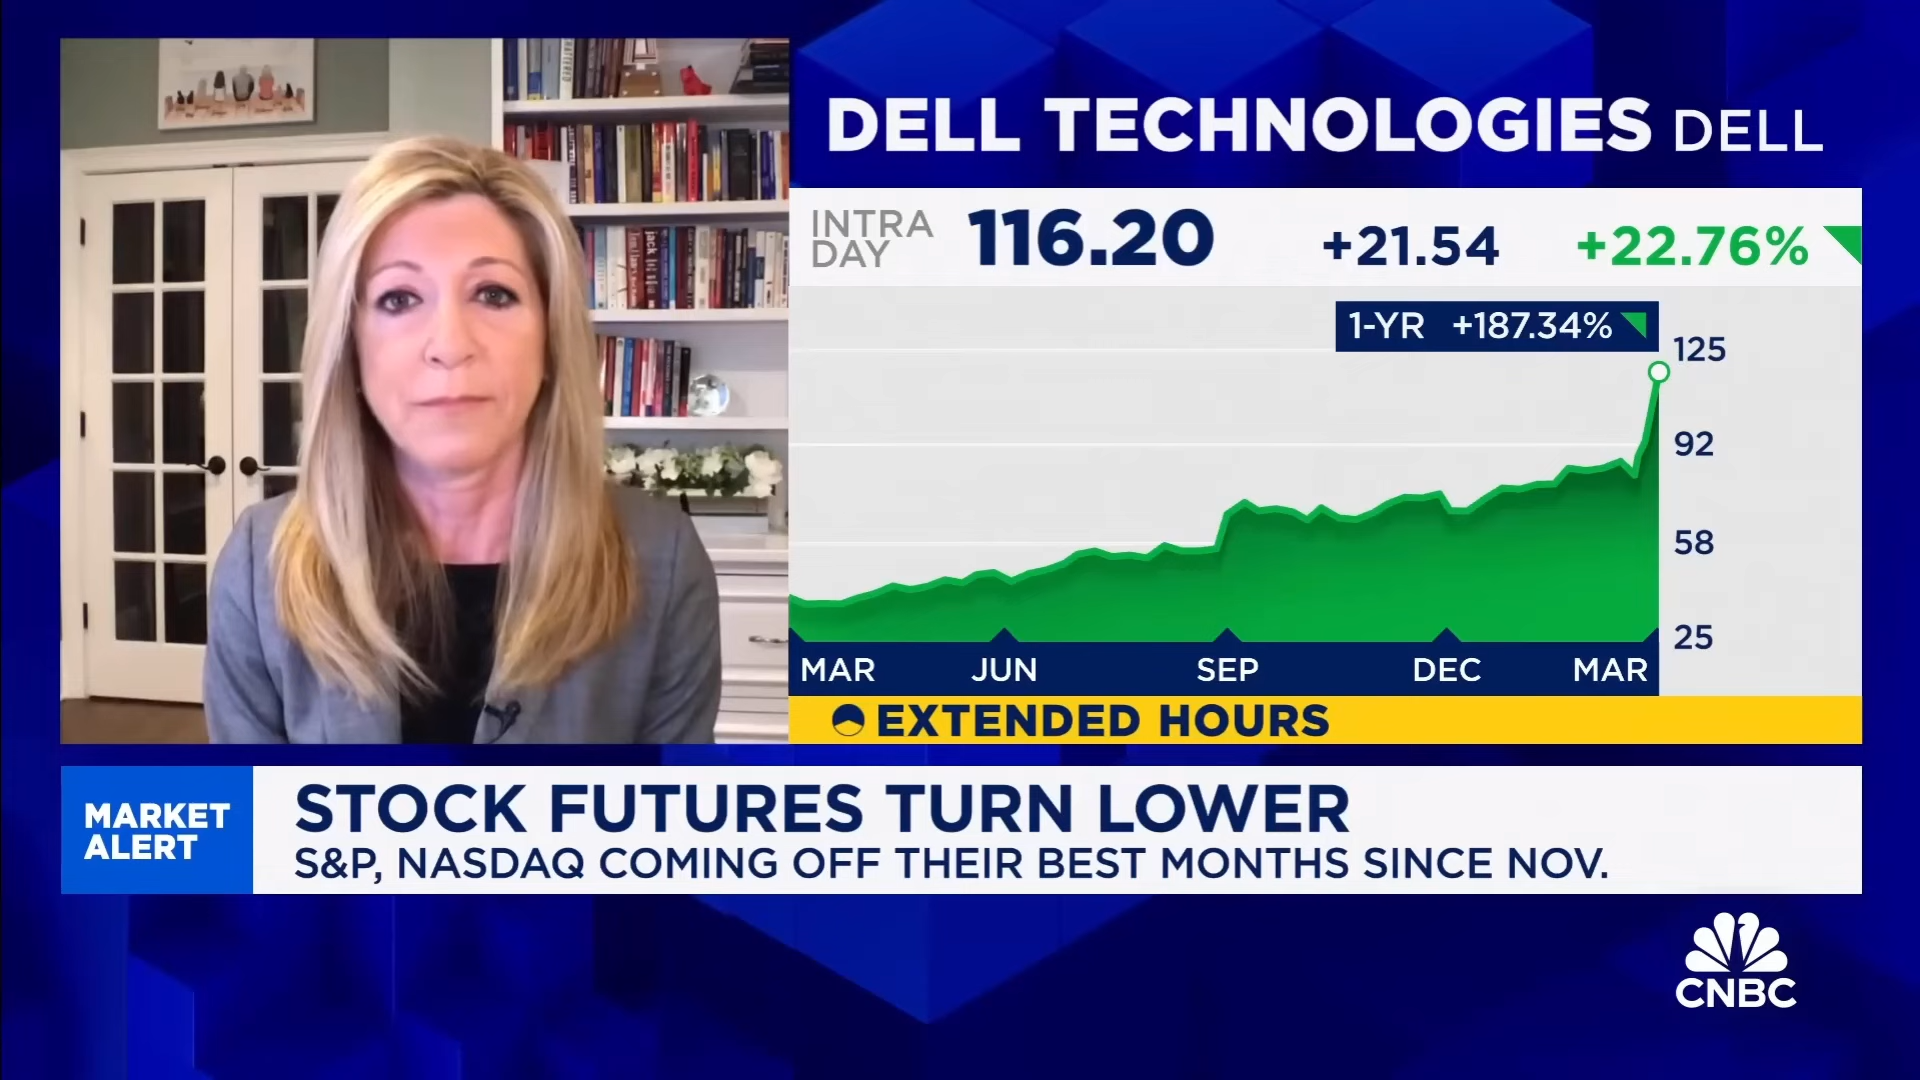 DELL TECHNOLOGIES DELL
INTRA DAY 116.20 +21.54 +22.76%
1-YR +187.34%
125
92
58
25
MAR JUN SEP DEC MAR
EXTENDED HOURS
MARKET ALERT
STOCK FUTURES TURN LOWER
S&P, NASDAQ COMING OFF THEIR BEST MONTHS SINCE NOV.
CNBC